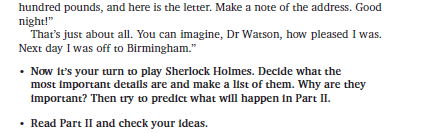 hundred pounds, and here is the letter. Make a note of the address. Good
night!”
That’s just about all. You can imagine, Dr Watson, how pleased I was.
Next day I was off to Birmingham.”
• Now it’s your turn to play Sherlock Holmes. Decide what the
most important details are and make a list of them. Why are they
important? Then try to predict what will happen in Part II.
• Read Part II and check your ideas.